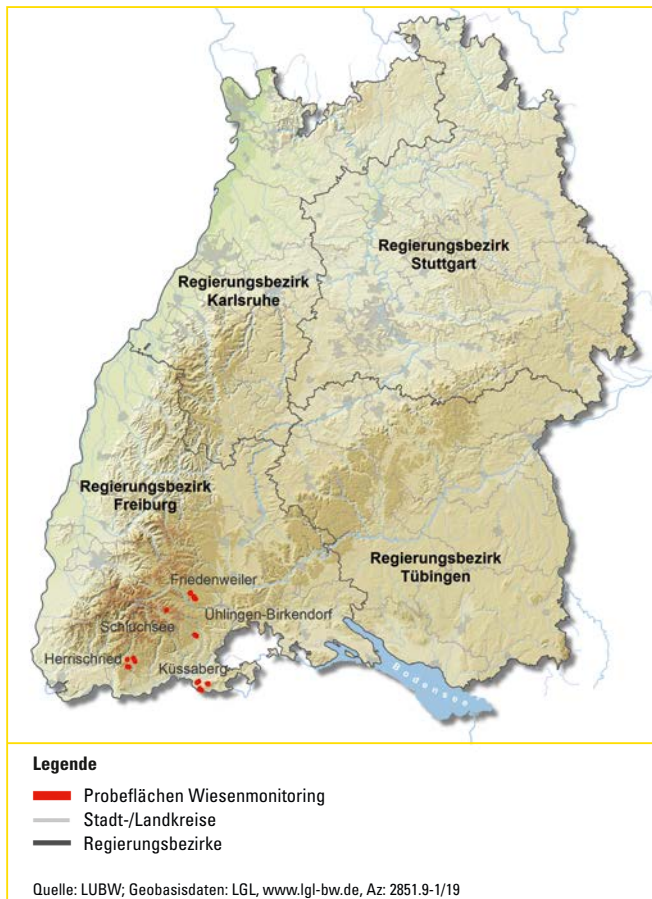 Regierungsbezirk
Stuttgart
Regierungsbezirk
Karlsruhe
Regierungsbezirk
Freiburg
Regierungsbezirk
Tübingen
Friedenweiler
Schluchsee
Ühlingen-Birkendorf
Herrischried
Küssaberg
Bodensee
Legende
Probeflächen Wiesenmonitoring
Stadt-/Landkreise
Regierungsbezirke
Quelle: LUBW; Geobasisdaten: LGL, www.lgl-bw.de, Az: 2851.9-1/19